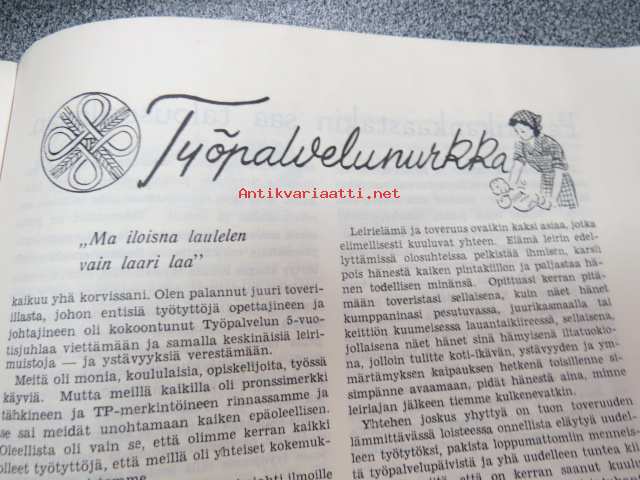 Työpalvelunurkka
Antikvariaatti.net
„Ma iloisna laulelen
vain laari laa”
kaikuu yhä korvissani. Olen palannut juuri toveri-
illasta, johon entisiä työtyttöjä opettajineen ja
johtajineen oli kokoontunut Työpalvelun 5-vuo-
tisjuhlaa viettämään ja samalla keskinäisiä leiri-
muistoja — ja ystävyyksiä verestämään.
Meitä oli monia, koululaisia, opiskelijoita, työssä
käyviä. Mutta meillä kaikilla oli pronssimerkki
tähkineen ja TP-merkintöineen rinnassamme ja
se sai meidät unohtamaan kaiken epäoleellisen.
Oleellista oli vain se, että olimme kerran kaikki
olleet työtyttöjä, että meillä oli yhteiset kokemuk-
ilmoille
Leirielämä ja toveruus ovatkin kaksi asiaa, jotka
elimellisesti kuuluvat yhteen. Elämä leirin edel-
lyttämissä olosuhteissa pelkistää ihmisen, karsii
pois hänestä kaiken pintakiillon ja paljastaa hä-
nen todellisen minänsä. Opittuasi kerran pitä-
mään toveristasi sellaisena, kuin näet hänet
kumppaninasi pesutuvassa, juurikasmaalla tai
keittiön kuumeisessa lauantaikiireessä, sellaisena,
jollaisena näet hänet sinä hämyisenä iltatuokio-
na, jolloin tulitte koti-ikävän, ystävyyden ja ym-
märtämyksen kaipauksen hetkenä toisillenne si-
simpänne avaamaan, pidät hänestä aina, minne
leiriajan jälkeen tiemme kulkenevatkin.
Yhtehen joskus yhyttyä on tuon toveruuden
lämmittävässä loisteessa onnellista eläytyä uudel-
leen työtytöksi, pakista loppumattomiin menneis-
tä työpalvelupäivistä ja yhä uudelleen tuntea kii-
että on kerran saanut kuulu